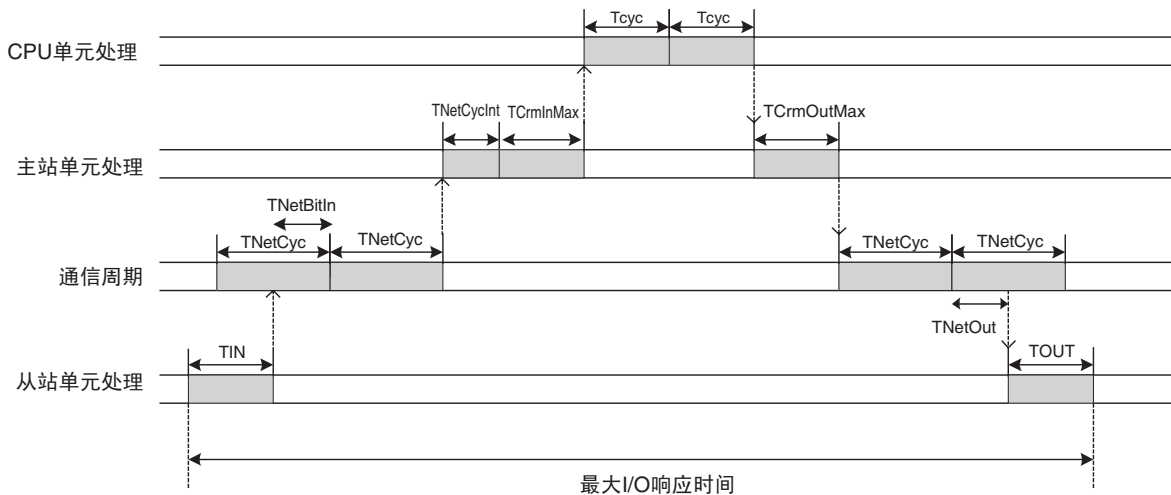 Tcyc Tcyc
CPU单元处理
TNetCycInt TCrmInMax TCrmOutMax
主站单元处理
TNetBitIn
TNetCyc TNetCyc TNetCyc TNetCyc
通信周期
TNetOut
TIN TOUT
从站单元处理
最大I/O响应时间